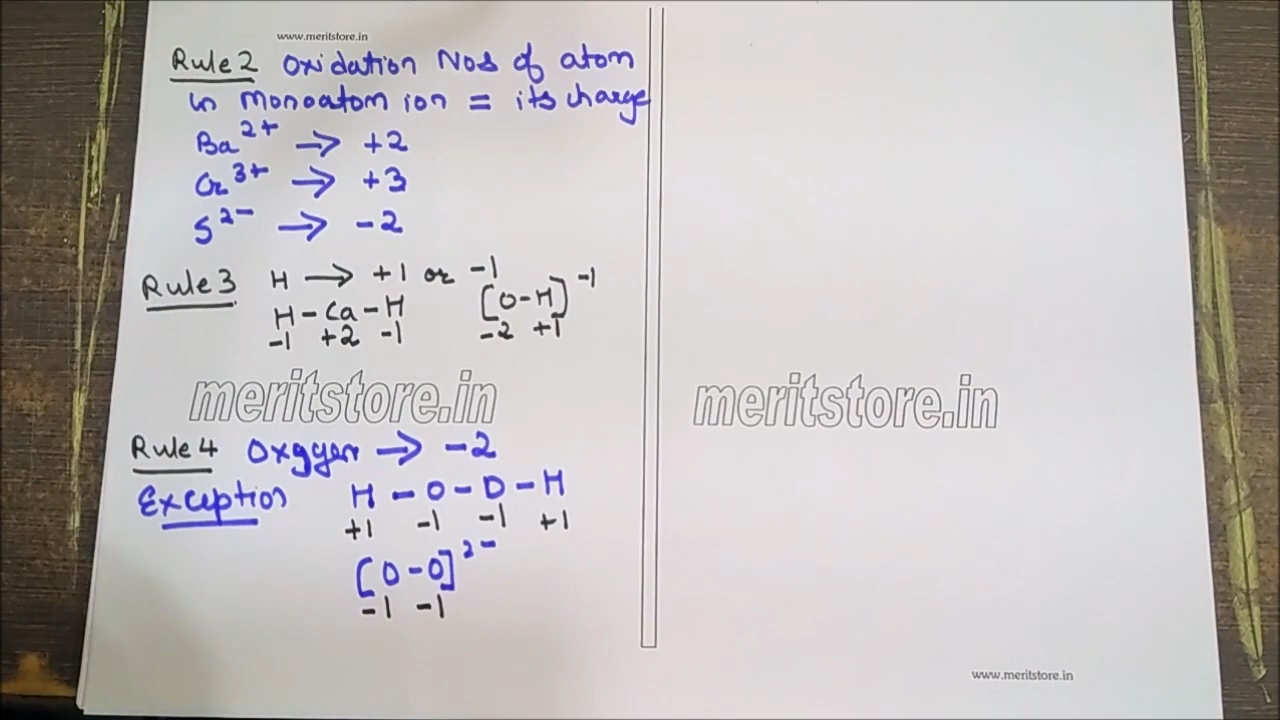 www.meritstore.in
Rule 2 Oxidation Nos of atom
in Monoatom ion = its charge
Ba²⁺ → +2
Cr³⁺ → +3
S²⁻ → -2
Rule 3 H → +1 or -1
H - Ca - H [O-H]⁻¹
-1 +2 -1 -2 +1
meritstore.in meritstore.in
Rule 4 Oxygen → -2
Exception H - O - O - H
+1 -1 -1 +1
[O-O]²⁻
-1 -1
www.meritstore.in